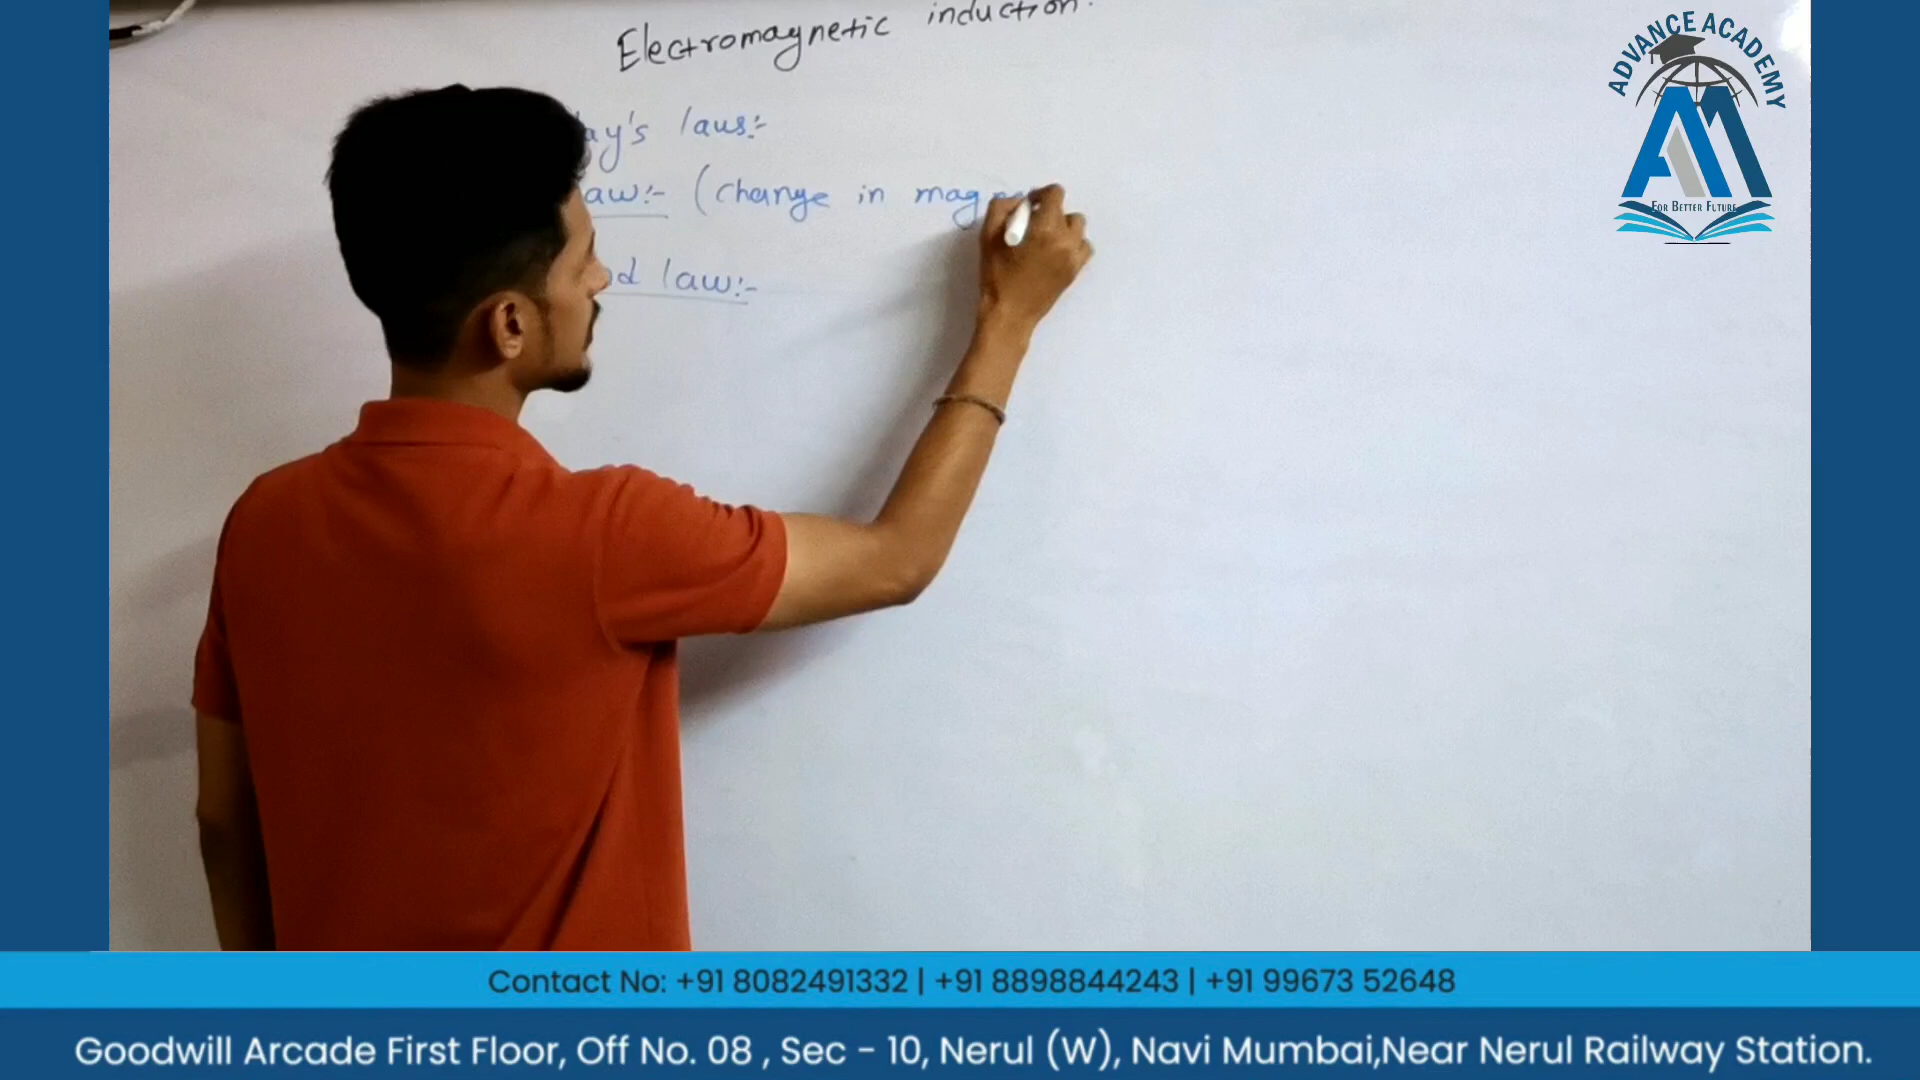 Electromagnetic induction.
ay's laws:-
aw:- (change in mag
nd law:-
ADVANCE ACADEMY
FOR BETTER FUTURE
Contact No: +91 8082491332 | +91 8898844243 | +91 99673 52648
Goodwill Arcade First Floor, Off No. 08 , Sec - 10, Nerul (W), Navi Mumbai,Near Nerul Railway Station.